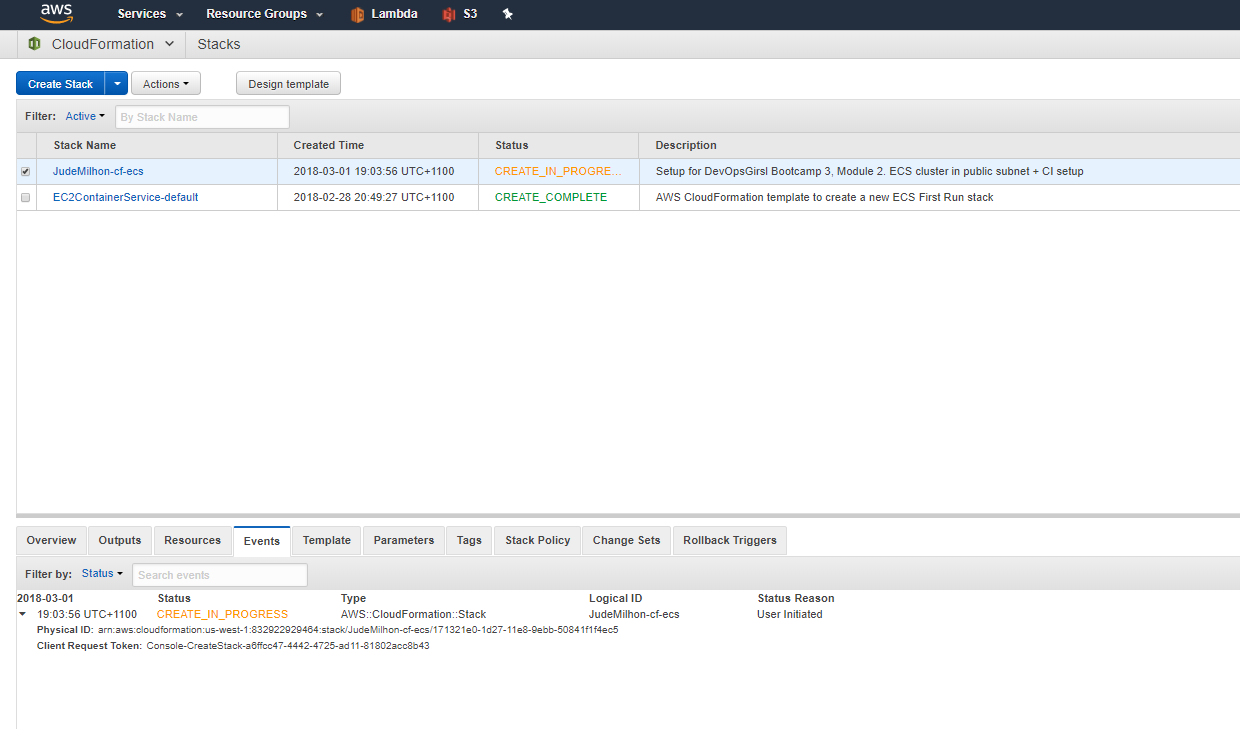 aws Services Resource Groups Lambda S3
CloudFormation Stacks
Create Stack Actions Design template
Filter: Active By Stack Name
Stack Name Created Time Status Description
JudeMilhon-cf-ecs 2018-03-01 19:03:56 UTC+1100 CREATE_IN_PROGRE... Setup for DevOpsGirsl Bootcamp 3, Module 2. ECS cluster in public subnet + CI setup
EC2ContainerService-default 2018-02-28 20:49:27 UTC+1100 CREATE_COMPLETE AWS CloudFormation template to create a new ECS First Run stack
Overview Outputs Resources Events Template Parameters Tags Stack Policy Change Sets Rollback Triggers
Filter by: Status Search events
2018-03-01 Status Type Logical ID Status Reason
19:03:56 UTC+1100 CREATE_IN_PROGRESS AWS::CloudFormation::Stack JudeMilhon-cf-ecs User Initiated
Physical ID: arn:aws:cloudformation:us-west-1:832922929464:stack/JudeMilhon-cf-ecs/171321e0-1d27-11e8-9ebb-50841f1f4ec5
Client Request Token: Console-CreateStack-a6ffcc47-4442-4725-ad11-81802acc8b43